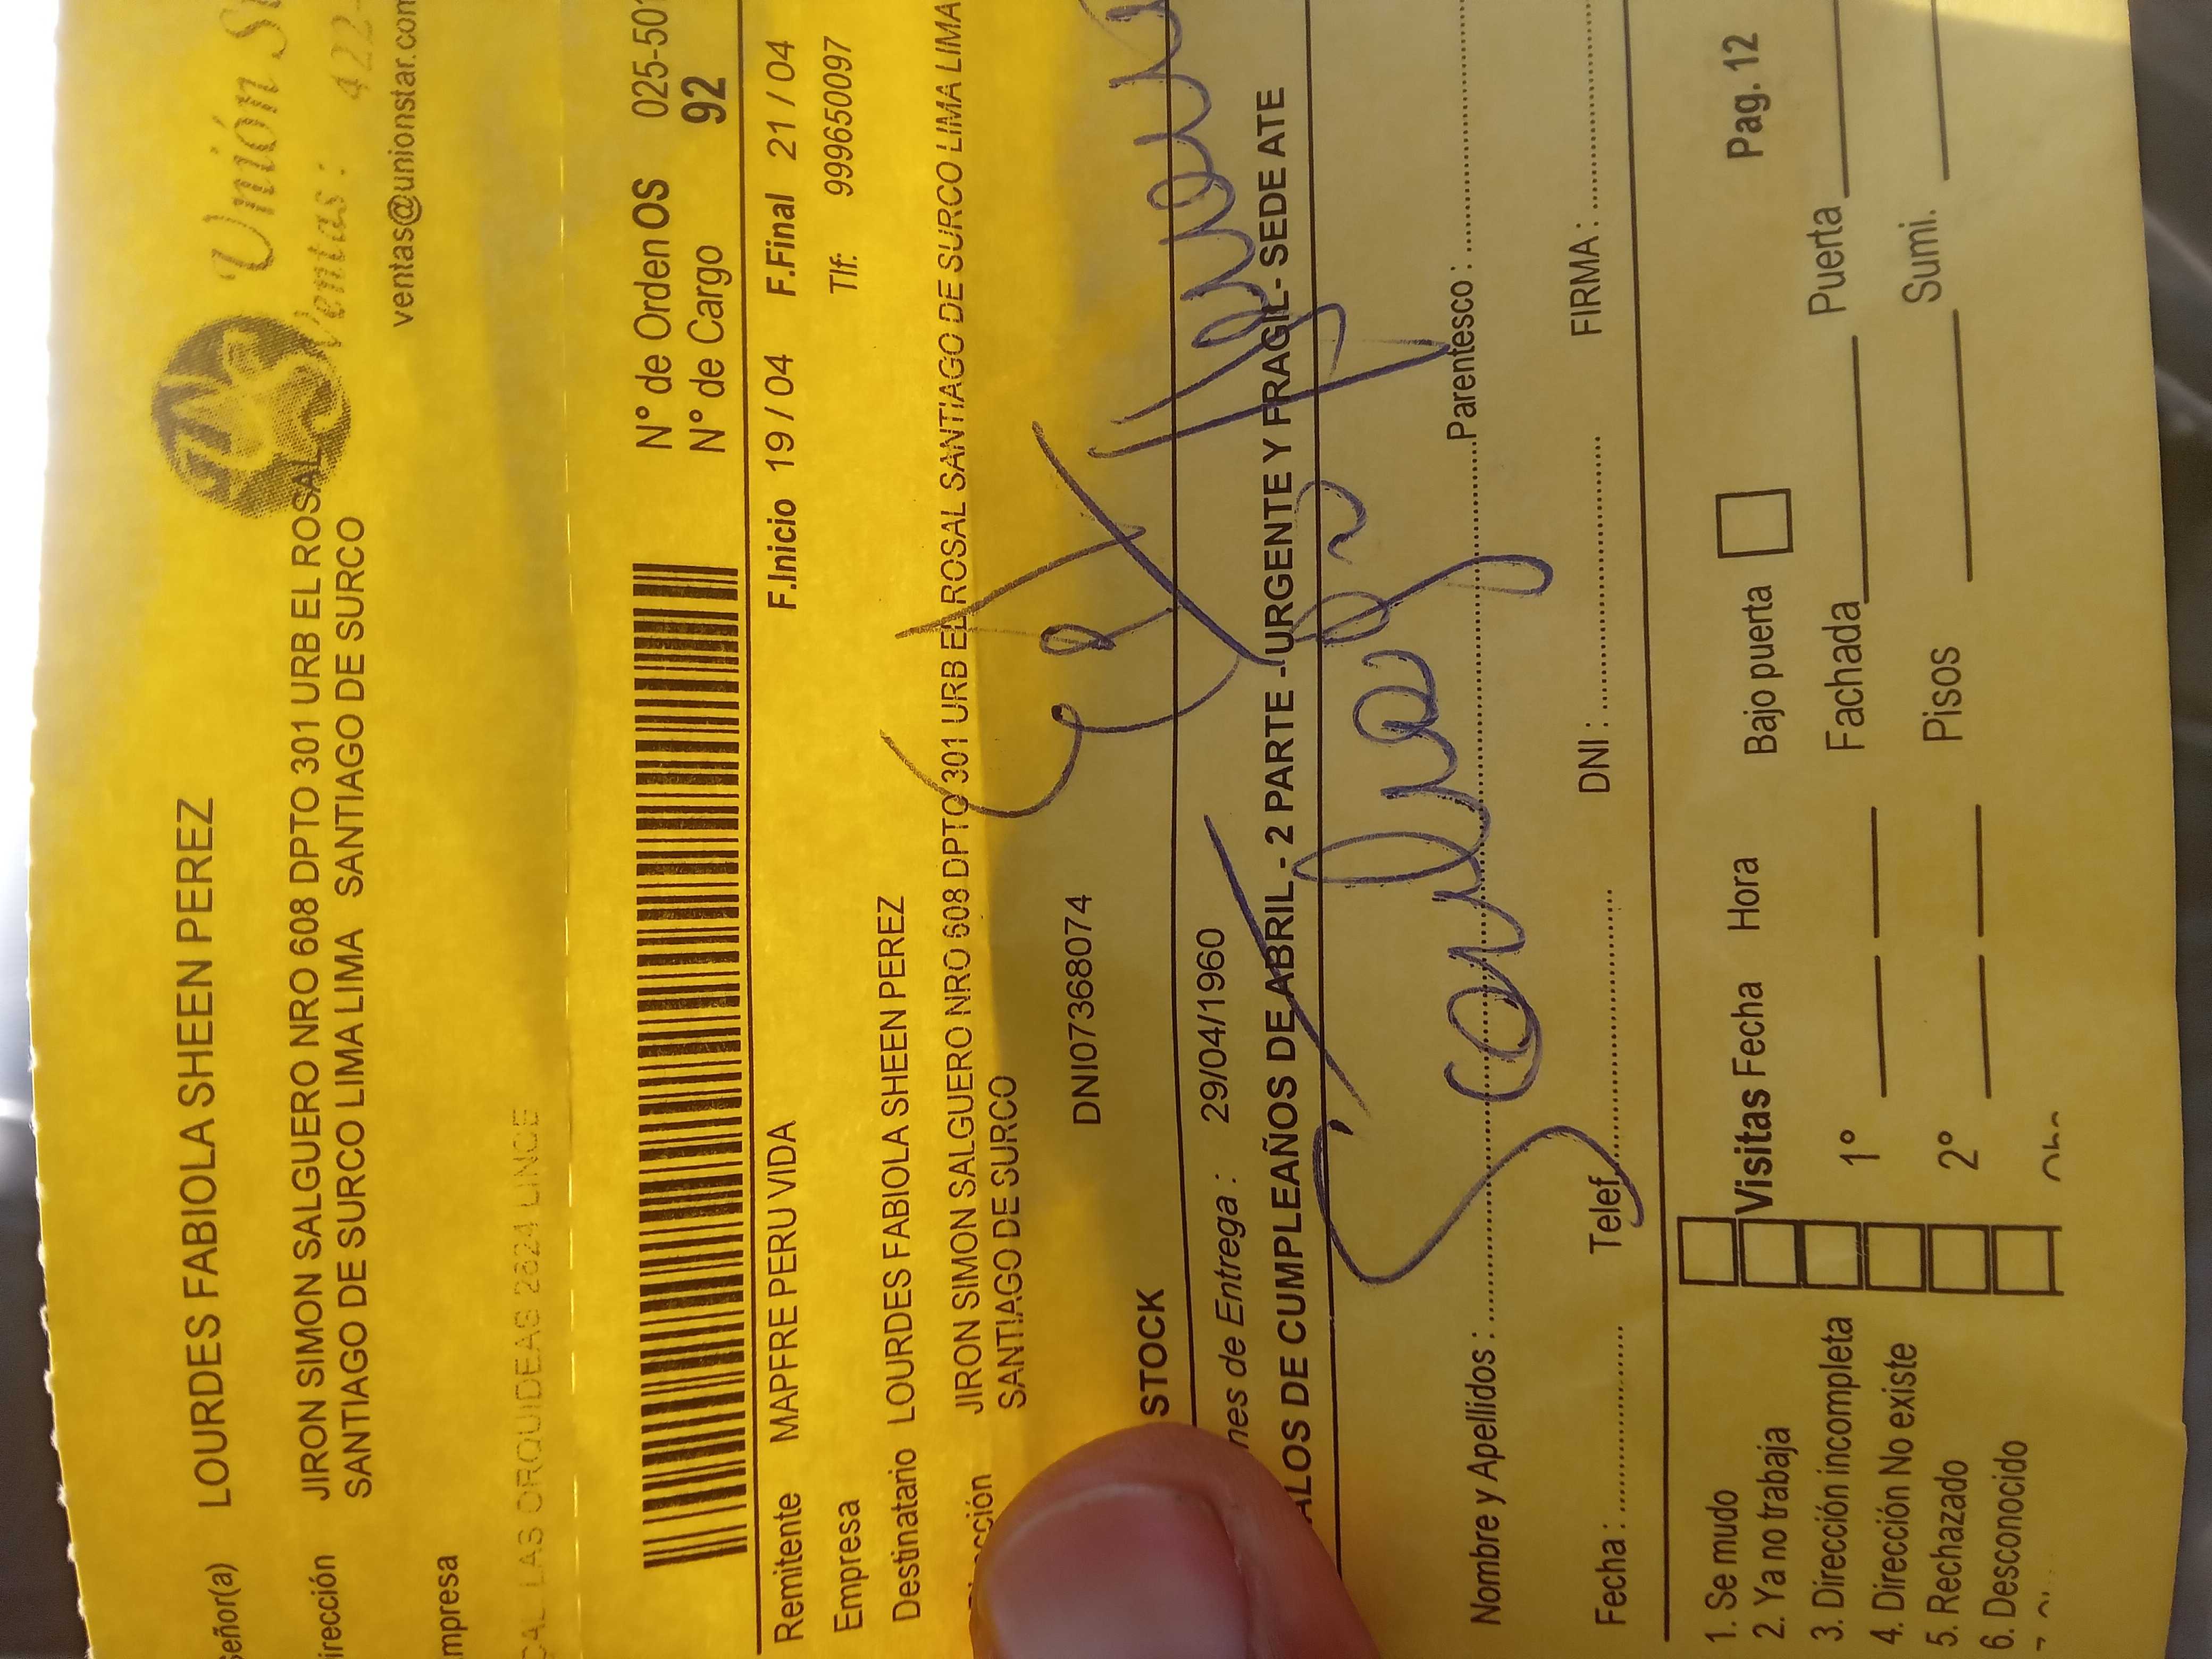 Unión S
Ventas : 422-
ventas@unionstar.com
eñor(a) LOURDES FABIOLA SHEEN PEREZ
irección JIRON SIMON SALGUERO NRO 608 DPTO 301 URB EL ROSAL
SANTIAGO DE SURCO LIMA LIMA SANTIAGO DE SURCO
mpresa
CAL LAS ORQUIDEAS 2624 LINCE
N° de Orden OS 025-501
N° de Cargo 92
F.Inicio 19 / 04 F.Final 21 / 04
Remitente MAPFRE PERU VIDA
Empresa Tlf: 999650097
Destinatario LOURDES FABIOLA SHEEN PEREZ
cción JIRON SIMON SALGUERO NRO 608 DPTO 301 URB EL ROSAL SANTIAGO DE SURCO LIMA LIMA
SANTIAGO DE SURCO
DNI07368074
STOCK
nes de Entrega : 29/04/1960
ALOS DE CUMPLEAÑOS DE ABRIL - 2 PARTE - URGENTE Y FRAGIL- SEDE ATE
Nombre y Apellidos : Parentesco :
Fecha : Telef. DNI : FIRMA :
1. Se mudo
2. Ya no trabaja Visitas Fecha Hora Bajo puerta Pag. 12
3. Dirección incompleta 1° Fachada Puerta
4. Dirección No existe
5. Rechazado 2° Pisos Sumi.
6. Desconocido